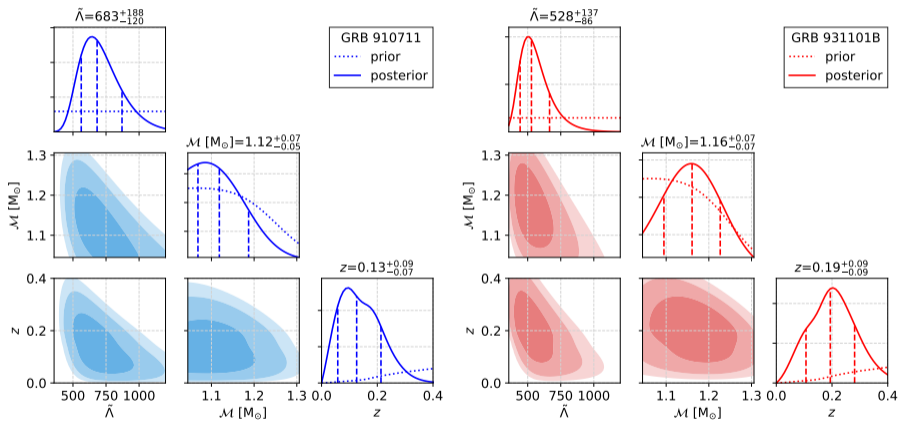 Λ̃=683+188−120
GRB 910711
prior
posterior
ℳ [M⊙]=1.12+0.07−0.05
ℳ [M⊙]
1.3
1.2
1.1
z=0.13+0.09−0.07
z
0.4
0.2
0.0
500 750 1000
Λ̃
1.1 1.2 1.3
ℳ [M⊙]
0.0 0.2 0.4
z
Λ̃=528+137−86
GRB 931101B
prior
posterior
ℳ [M⊙]=1.16+0.07−0.07
ℳ [M⊙]
1.3
1.2
1.1
z=0.19+0.09−0.09
z
0.4
0.2
0.0
500 750 1000
Λ̃
1.1 1.2 1.3
ℳ [M⊙]
0.0 0.2 0.4
z